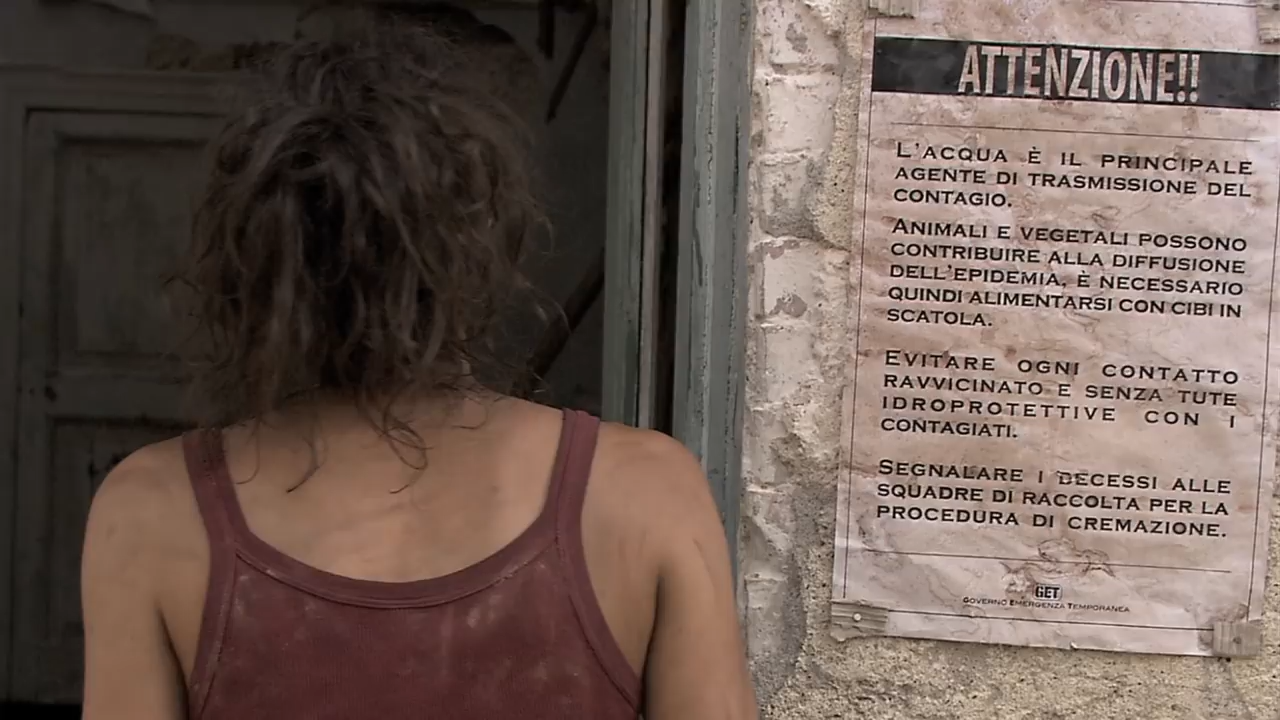 ATTENZIONE!!
L'ACQUA È IL PRINCIPALE
AGENTE DI TRASMISSIONE DEL
CONTAGIO.
ANIMALI E VEGETALI POSSONO
CONTRIBUIRE ALLA DIFFUSIONE
DELL'EPIDEMIA, È NECESSARIO
QUINDI ALIMENTARSI CON CIBI IN
SCATOLA.
EVITARE OGNI CONTATTO
RAVVICINATO E SENZA TUTE
IDROPROTETTIVE CON I
CONTAGIATI.
SEGNALARE I DECESSI ALLE
SQUADRE DI RACCOLTA PER LA
PROCEDURA DI CREMAZIONE.
GET
GOVERNO EMERGENZA TEMPORANEA